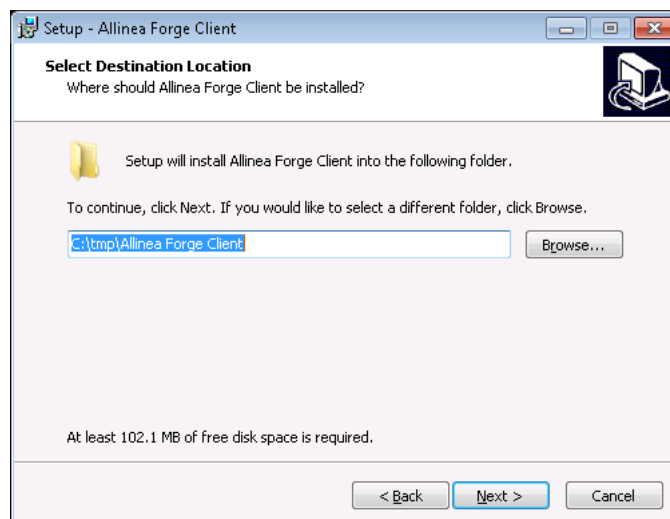 Setup - Allinea Forge Client
Select Destination Location
Where should Allinea Forge Client be installed?
Setup will install Allinea Forge Client into the following folder.
To continue, click Next. If you would like to select a different folder, click Browse.
C:\tmp\Allinea Forge Client
Browse...
At least 102.1 MB of free disk space is required.
< Back
Next >
Cancel